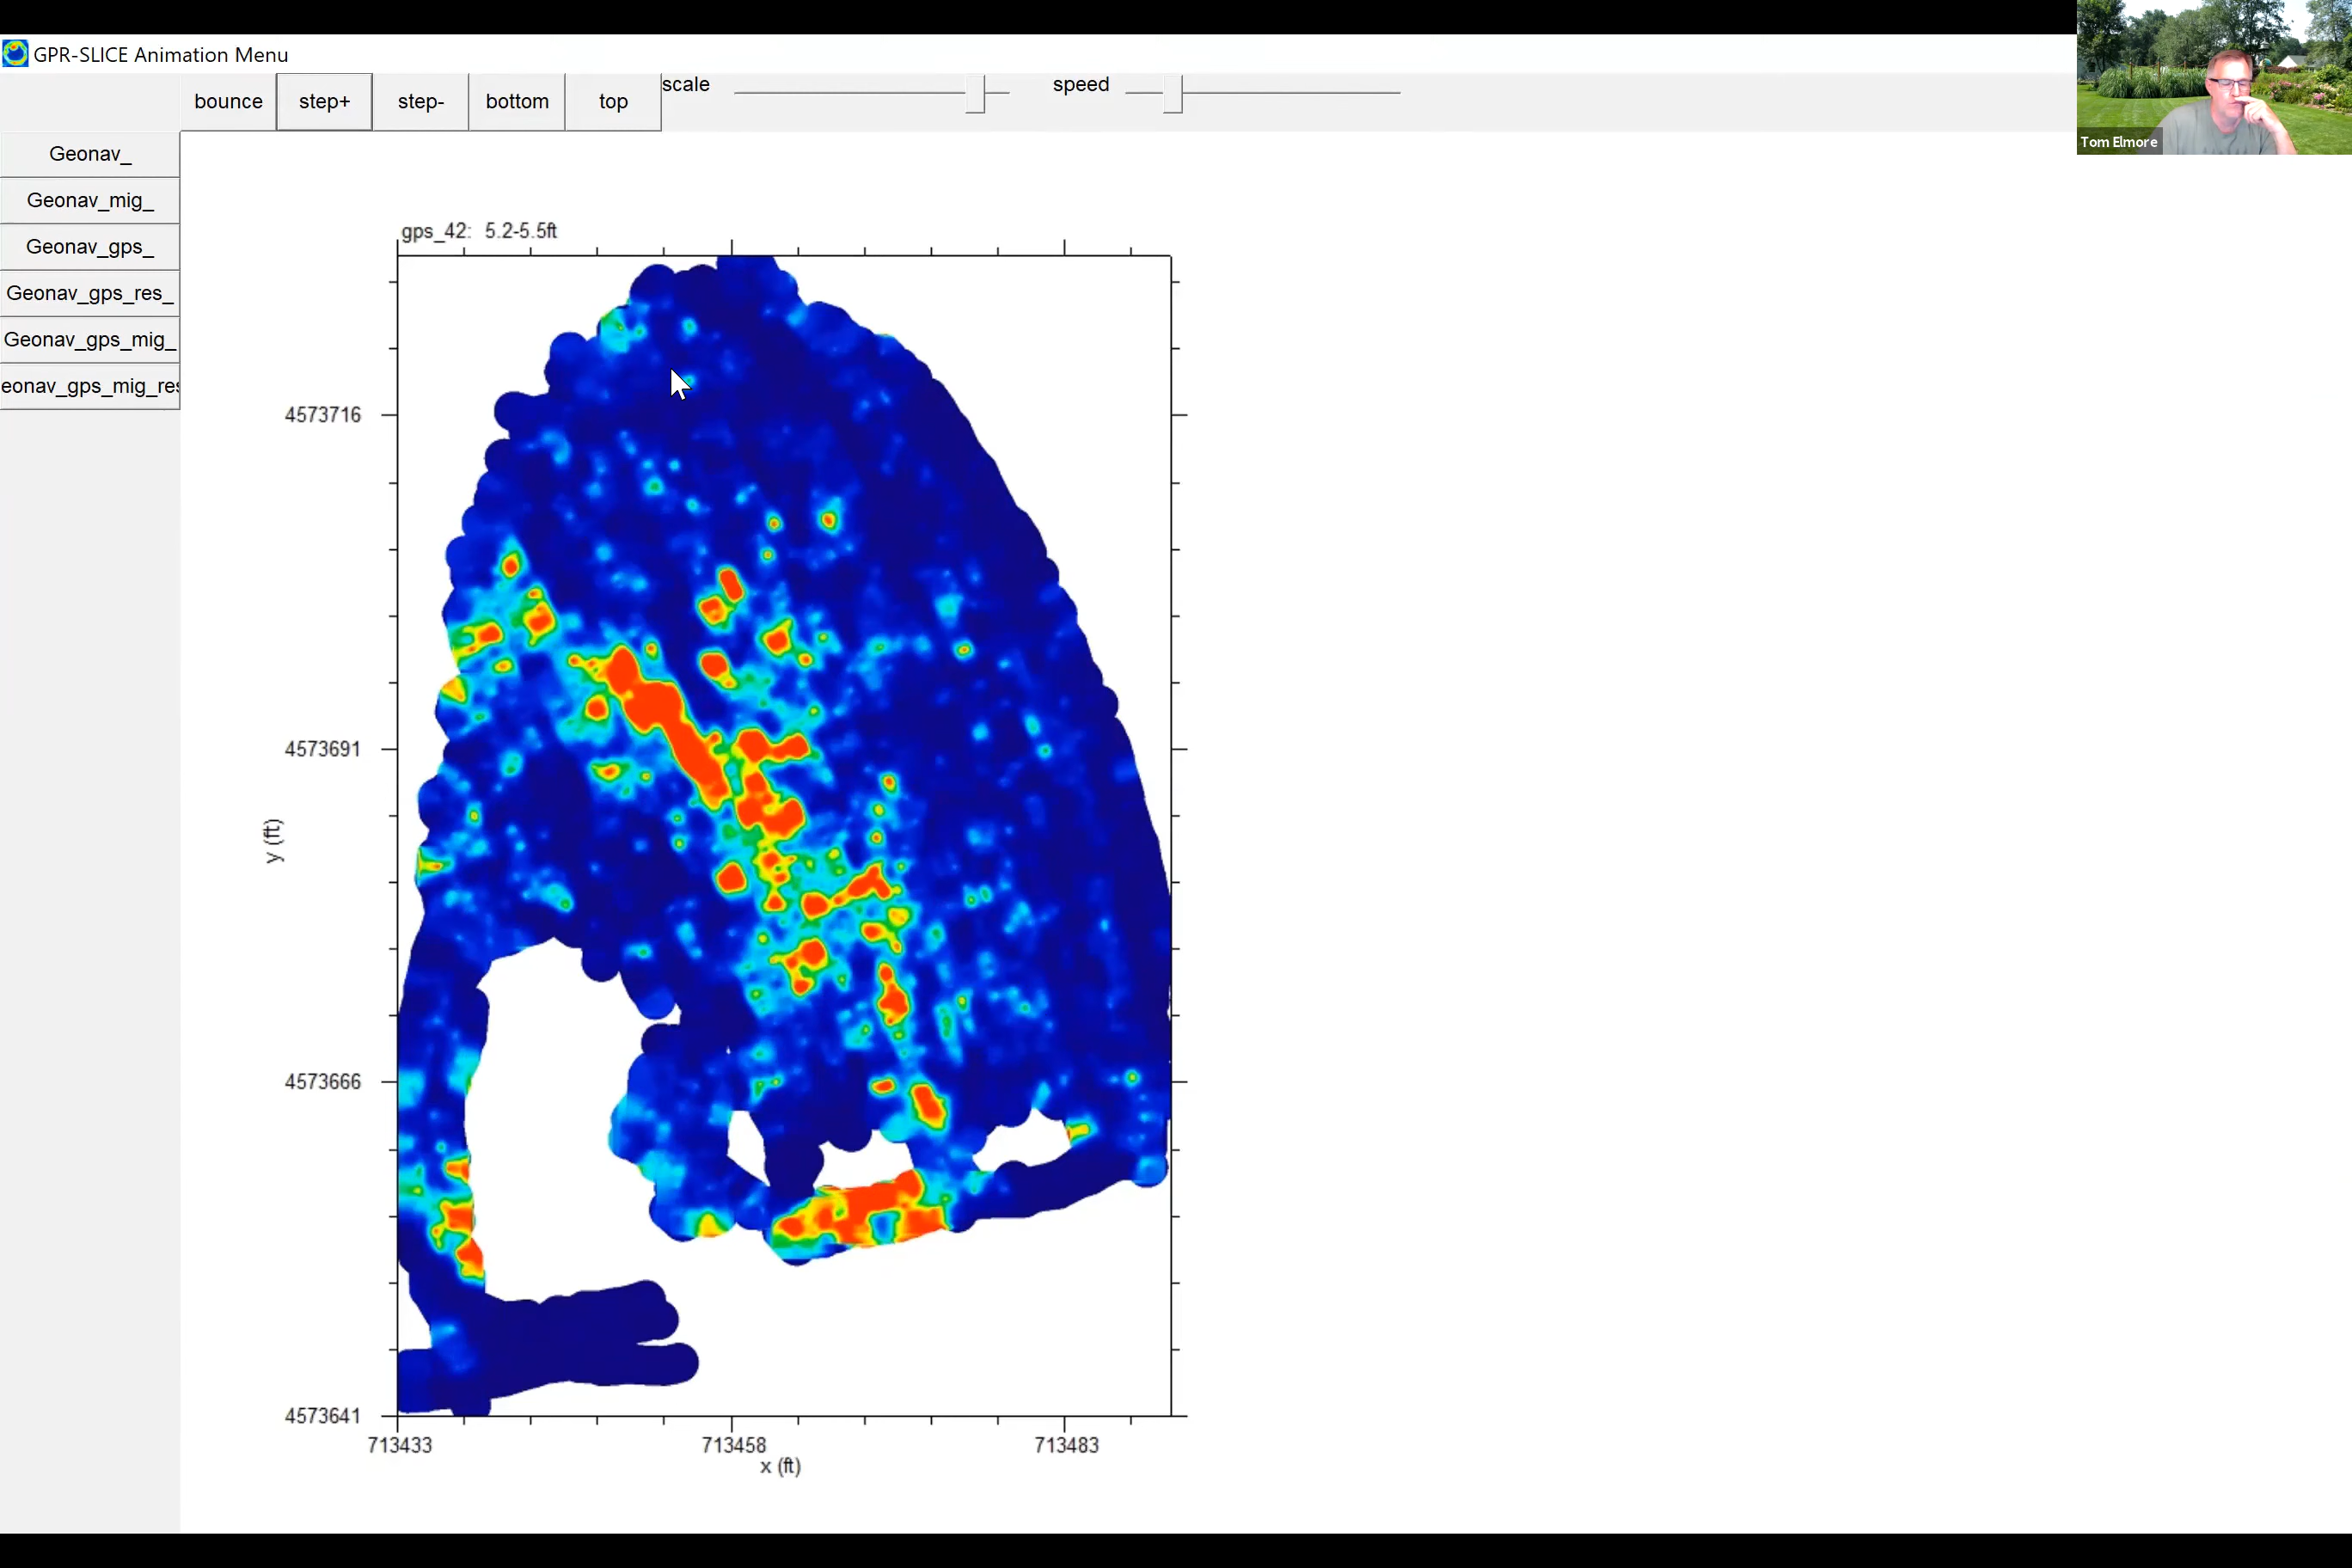 GPR-SLICE Animation Menu
bounce step+ step- bottom top scale speed
Tom Elmore
Geonav_
Geonav_mig_
Geonav_gps_
Geonav_gps_res_
Geonav_gps_mig_
eonav_gps_mig_res
gps_42: 5.2-5.5ft
4573716
4573691
y (ft)
4573666
4573641
713433 713458 713483
x (ft)